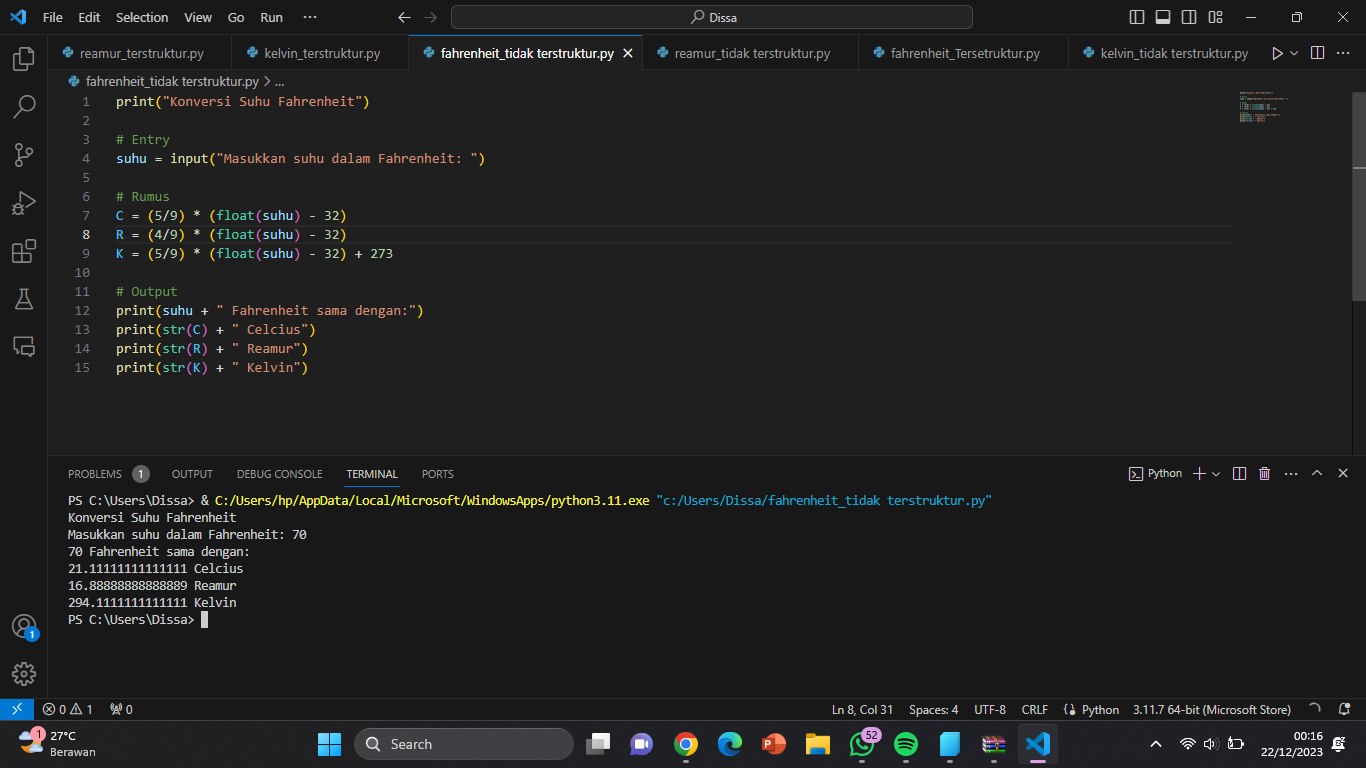 File Edit Selection View Go Run ··· Dissa
reamur_terstruktur.py kelvin_terstruktur.py fahrenheit_tidak terstruktur.py reamur_tidak terstruktur.py fahrenheit_Tersetruktur.py kelvin_tidak terstruktur.py
fahrenheit_tidak terstruktur.py > ...
1 print("Konversi Suhu Fahrenheit")
2
3 # Entry
4 suhu = input("Masukkan suhu dalam Fahrenheit: ")
5
6 # Rumus
7 C = (5/9) * (float(suhu) - 32)
8 R = (4/9) * (float(suhu) - 32)
9 K = (5/9) * (float(suhu) - 32) + 273
10
11 # Output
12 print(suhu + " Fahrenheit sama dengan:")
13 print(str(C) + " Celcius")
14 print(str(R) + " Reamur")
15 print(str(K) + " Kelvin")
PROBLEMS 1 OUTPUT DEBUG CONSOLE TERMINAL PORTS Python
PS C:\Users\Dissa> & C:/Users/hp/AppData/Local/Microsoft/WindowsApps/python3.11.exe "c:/Users/Dissa/fahrenheit_tidak terstruktur.py"
Konversi Suhu Fahrenheit
Masukkan suhu dalam Fahrenheit: 70
70 Fahrenheit sama dengan:
21.11111111111111 Celcius
16.88888888888889 Reamur
294.1111111111111 Kelvin
PS C:\Users\Dissa>
1
0 1 0 Ln 8, Col 31 Spaces: 4 UTF-8 CRLF Python 3.11.7 64-bit (Microsoft Store)
1 27°C
Berawan
Search
52
00:16
22/12/2023